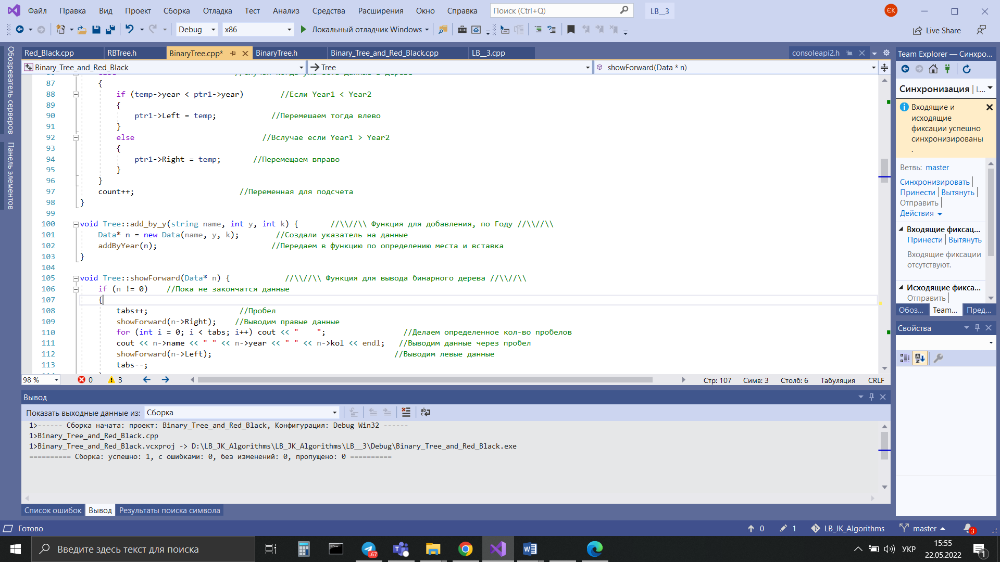 Файл Правка Вид Проект Сборка Отладка Тест Анализ Средства Расширения Окно Справка Поиск (Ctrl+Q) LB__3 ЄК
Debug x86 Локальный отладчик Windows Live Share
Обозреватель серверов
Панель элементов
Red_Black.cpp RBTree.h BinaryTree.cpp* BinaryTree.h Binary_Tree_and_Red_Black.cpp LB__3.cpp consoleapi2.h
Binary_Tree_and_Red_Black Tree showForward(Data * n)
87 {
88 if (temp->year < ptr1->year) //Если Year1 < Year2
89 {
90 ptr1->Left = temp; //Перемешаем тогда влево
91 }
92 else //Вслучае если Year1 > Year2
93 {
94 ptr1->Right = temp; //Перемещаем вправо
95 }
96 }
97 count++; //Переменная для подсчета
98 }
99
100 void Tree::add_by_y(string name, int y, int k) { //\\//\\ Функция для добавления, по Году //\\//\\
101 Data* n = new Data(name, y, k); //Создали указатель на данные
102 addByYear(n); //Передаем в функцию по определению места и вставка
103 }
104
105 void Tree::showForward(Data* n) { //\\//\\ Функция для вывода бинарного дерева //\\//\\
106 if (n != 0) //Пока не закончатся данные
107 {
108 tabs++; //Пробел
109 showForward(n->Right); //Выводим правые данные
110 for (int i = 0; i < tabs; i++) cout << "    "; //Делаем определенное кол-во пробелов
111 cout << n->name << " " << n->year << " " << n->kol << endl; //Выводим данные через пробел
112 showForward(n->Left); //Выводим левые данные
113 tabs--;
98 % 0 3 Стр: 107 Симв: 3 Столб: 6 Табуляция CRLF
Вывод
Показать выходные данные из: Сборка
1>------ Сборка начата: проект: Binary_Tree_and_Red_Black, Конфигурация: Debug Win32 ------
1>Binary_Tree_and_Red_Black.cpp
1>Binary_Tree_and_Red_Black.vcxproj -> D:\LB_JK_Algorithms\LB_JK_Algorithms\LB__3\Debug\Binary_Tree_and_Red_Black.exe
========== Сборка: успешно: 1, с ошибками: 0, без изменений: 0, пропущено: 0 ==========
Список ошибок Вывод Результаты поиска символа
Team Explorer — Синхро...
Синхронизация | L...
Входящие и
исходящие
фиксации успешно
синхронизированы
.
Ветвь: master
Синхронизировать |
Принести | Вытянуть |
Отправить |
Действия
Входящие фиксац...
Принести | Вытянуть
Входящие фиксации
отсутствуют.
Исходящие фикса...
Отправить |
Обоз... Team... Пред...
Свойства
Готово 0 1 LB_JK_Algorithms master 3
Введите здесь текст для поиска ..67 УКР 15:55
22.05.2022 1